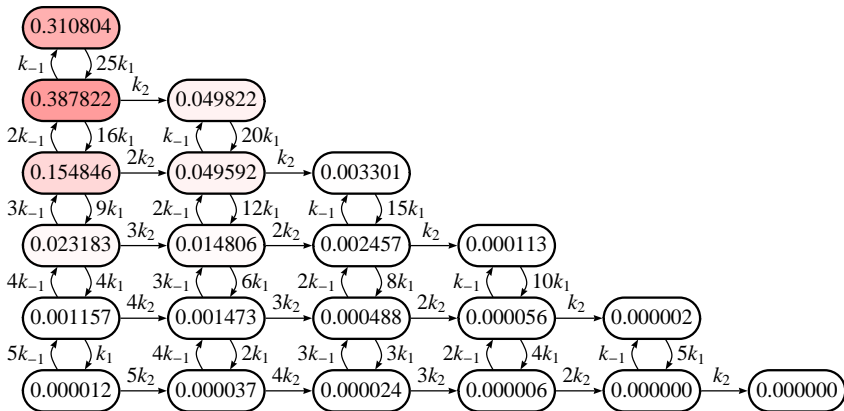 0.310804
k₋₁ 25k₁
k₂
0.387822 0.049822
2k₋₁ 16k₁ k₋₁ 20k₁
2k₂ k₂
0.154846 0.049592 0.003301
3k₋₁ 9k₁ 2k₋₁ 12k₁ k₋₁ 15k₁
3k₂ 2k₂ k₂
0.023183 0.014806 0.002457 0.000113
4k₋₁ 4k₁ 3k₋₁ 6k₁ 2k₋₁ 8k₁ k₋₁ 10k₁
4k₂ 3k₂ 2k₂ k₂
0.001157 0.001473 0.000488 0.000056 0.000002
5k₋₁ k₁ 4k₋₁ 2k₁ 3k₋₁ 3k₁ 2k₋₁ 4k₁ k₋₁ 5k₁
5k₂ 4k₂ 3k₂ 2k₂ k₂
0.000012 0.000037 0.000024 0.000006 0.000000 0.000000